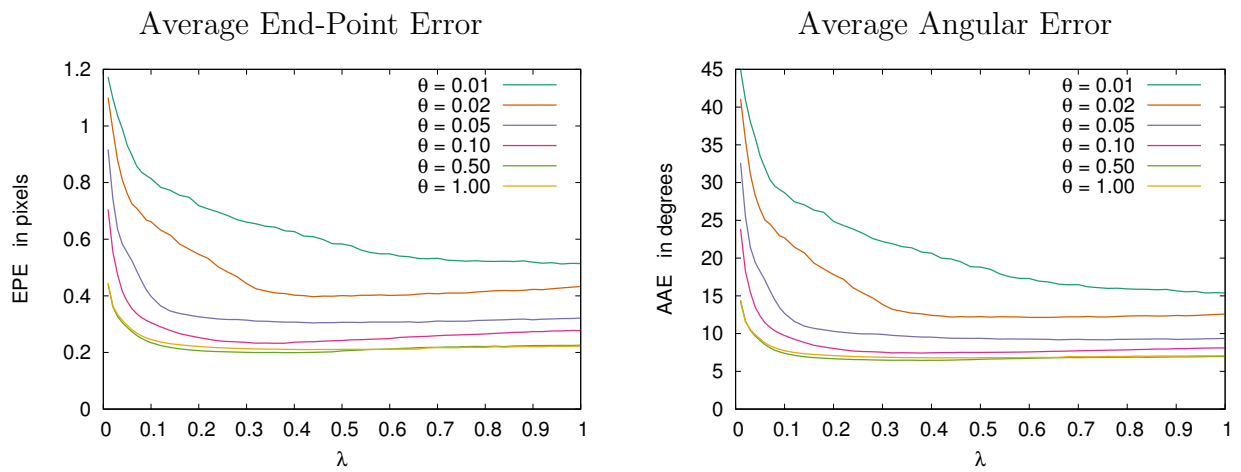 Average End-Point Error
1.2
1
0.8
0.6
0.4
0.2
0
EPE in pixels
0 0.1 0.2 0.3 0.4 0.5 0.6 0.7 0.8 0.9 1
λ
θ = 0.01
θ = 0.02
θ = 0.05
θ = 0.10
θ = 0.50
θ = 1.00
Average Angular Error
45
40
35
30
25
20
15
10
5
0
AAE in degrees
0 0.1 0.2 0.3 0.4 0.5 0.6 0.7 0.8 0.9 1
λ
θ = 0.01
θ = 0.02
θ = 0.05
θ = 0.10
θ = 0.50
θ = 1.00